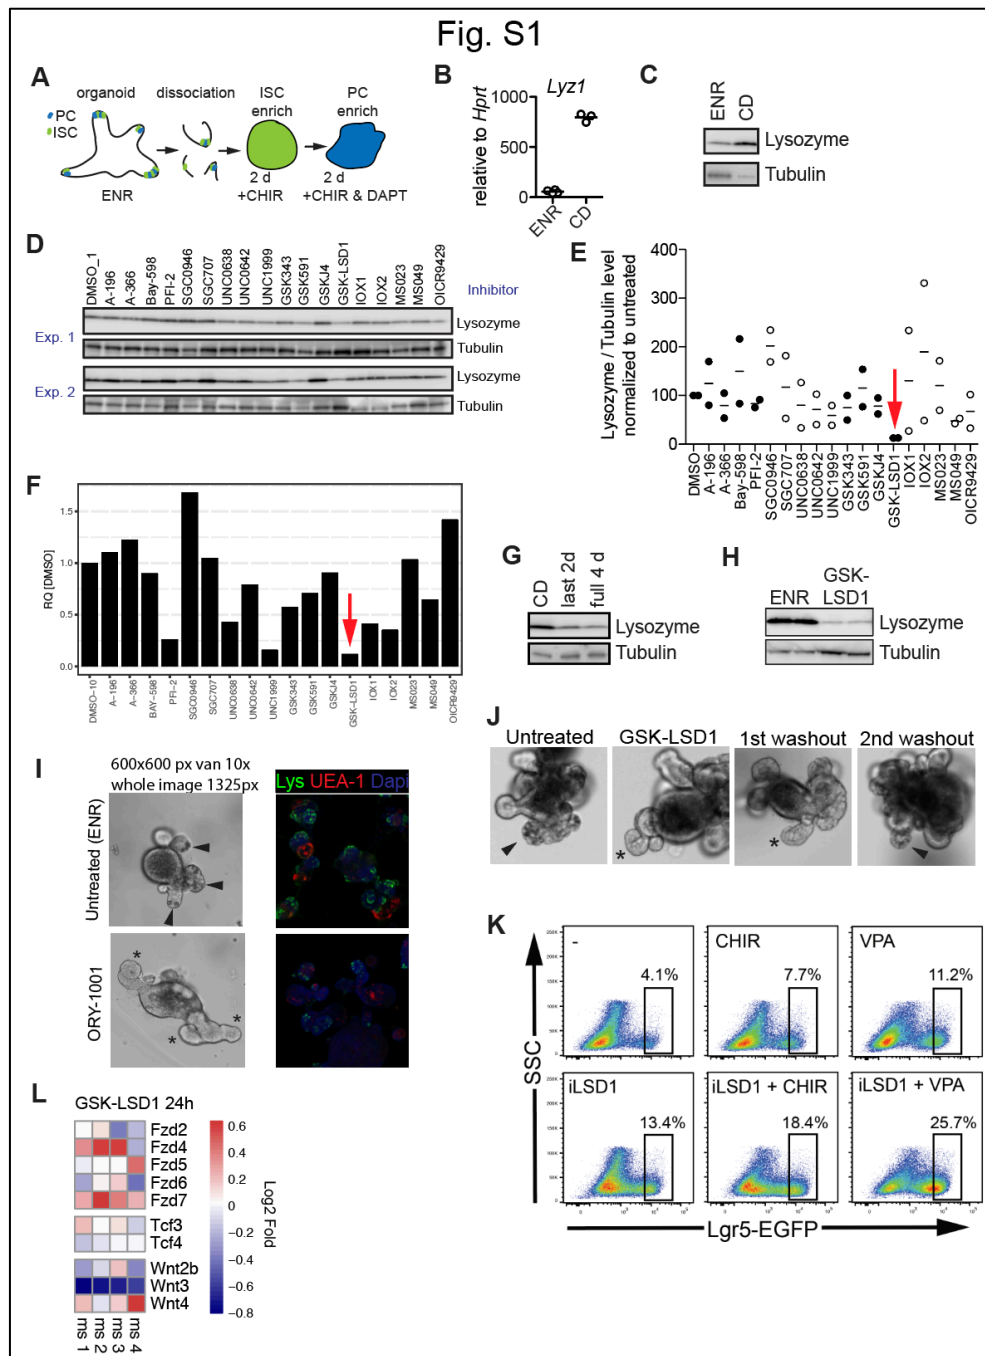 Fig. S1
A
organoid
dissociation
ISC
enrich
PC
enrich
PC
ISC
ENR
2 d
+CHIR
2 d
+CHIR & DAPT
B
Lyz1
relative to Hprt
1000
500
0
ENR
CD
C
ENR
CD
Lysozyme
Tubulin
D
DMSO_1
A-196
A-366
Bay-598
PFI-2
SGC0946
SGC707
UNC0638
UNC0642
UNC1999
GSK343
GSK591
GSKJ4
GSK-LSD1
IOX1
IOX2
MS023
MS049
OICR9429
Inhibitor
Exp. 1
Lysozyme
Tubulin
Exp. 2
Lysozyme
Tubulin
E
Lysozyme / Tubulin level
normalized to untreated
400
300
200
100
0
DMSO
A-196
A-366
Bay-598
PFI-2
SGC0946
SGC707
UNC0638
UNC0642
UNC1999
GSK343
GSK591
GSKJ4
GSK-LSD1
IOX1
IOX2
MS023
MS049
OICR9429
F
RQ [DMSO]
1.5
1.0
0.5
0.0
DMSO-10
A-196
A-366
BAY-598
PFI-2
SGC0946
SGC707
UNC0638
UNC0642
UNC1999
GSK343
GSK591
GSKJ4
GSK-LSD1
IOX1
IOX2
MS023
MS049
OICR9429
G
CD
last 2d
full 4 d
Lysozyme
Tubulin
H
ENR
GSK-
LSD1
Lysozyme
Tubulin
I
600x600 px van 10x
whole image 1325px
Lys UEA-1 Dapi
Untreated (ENR)
ORY-1001
* * *
J
Untreated
GSK-LSD1
1st washout
2nd washout
*
*
K
SSC
-
4.1%
CHIR
7.7%
VPA
11.2%
iLSD1
13.4%
iLSD1 + CHIR
18.4%
iLSD1 + VPA
25.7%
Lgr5-EGFP
L
GSK-LSD1 24h
Fzd2
Fzd4
Fzd5
Fzd6
Fzd7
Tcf3
Tcf4
Wnt2b
Wnt3
Wnt4
ms 1
ms 2
ms 3
ms 4
0.6
0.4
0.2
0
−0.2
−0.4
−0.6
−0.8
Log2 Fold